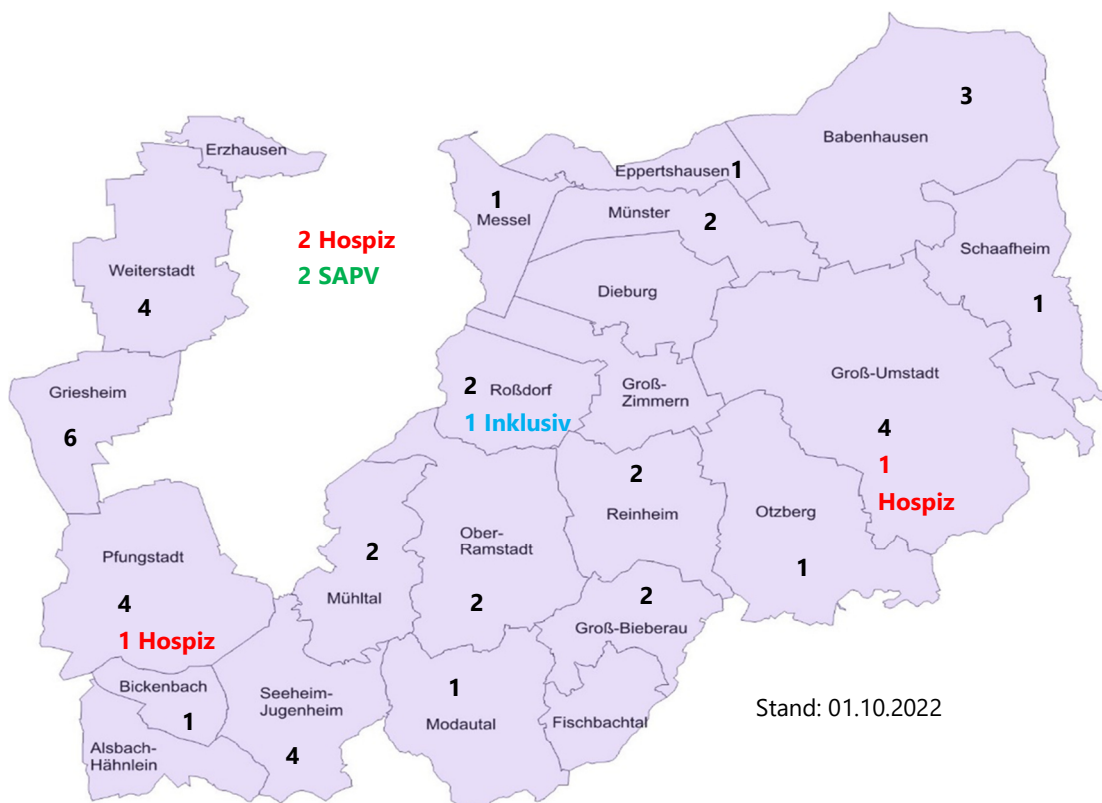 3
Babenhausen
Erzhausen
Eppertshausen 1
1
Messel
Münster 2
2 Hospiz
2 SAPV
Schaafheim
1
Weiterstadt
4
Dieburg
Griesheim
6
2 Roßdorf
1 Inklusiv
Groß-
Zimmern
Groß-Umstadt
4
1
Hospiz
2
Reinheim
Otzberg
1
Pfungstadt
4
1 Hospiz
2
Mühltal
Ober-
Ramstadt
2
2
Groß-Bieberau
Bickenbach
1
Seeheim-
Jugenheim
4
1
Modautal
Fischbachtal
Alsbach-
Hähnlein
Stand: 01.10.2022